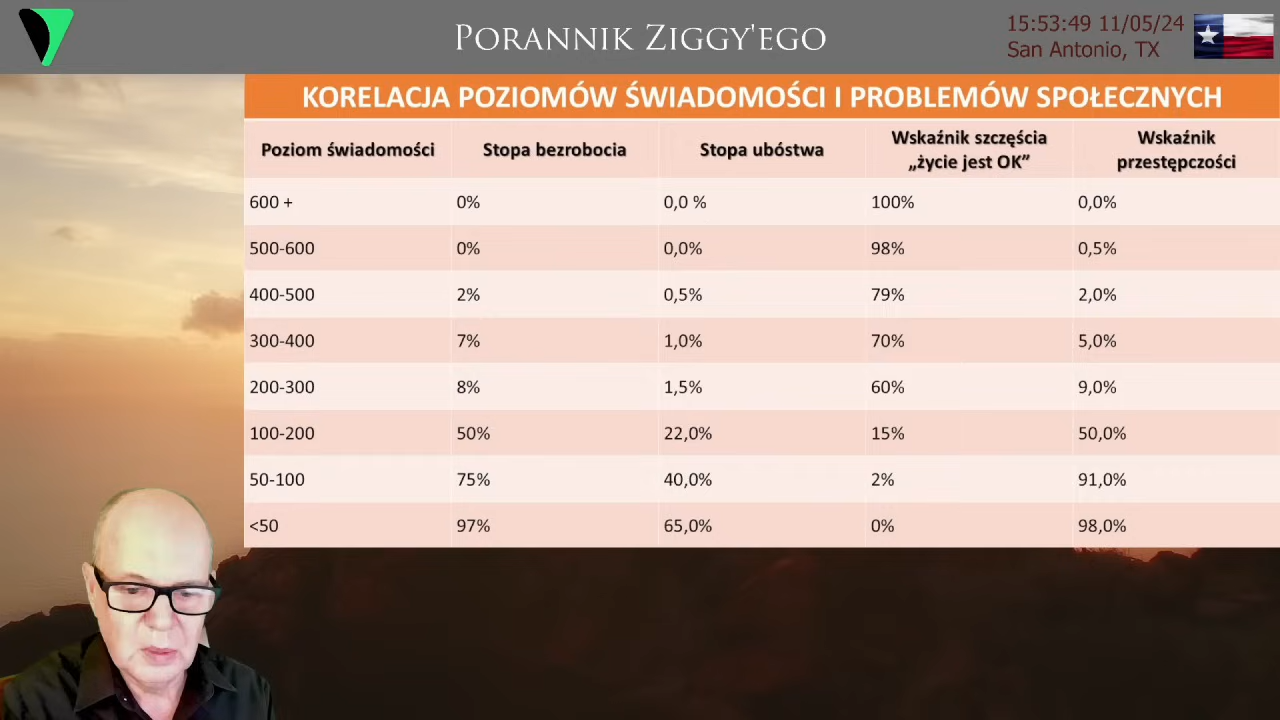 PORANNIK ZIGGY'EGO
15:53:49 11/05/24
San Antonio, TX
KORELACJA POZIOMÓW ŚWIADOMOŚCI I PROBLEMÓW SPOŁECZNYCH
Poziom świadomości Stopa bezrobocia Stopa ubóstwa Wskaźnik szczęścia „życie jest OK” Wskaźnik przestępczości
600 + 0% 0,0 % 100% 0,0%
500-600 0% 0,0% 98% 0,5%
400-500 2% 0,5% 79% 2,0%
300-400 7% 1,0% 70% 5,0%
200-300 8% 1,5% 60% 9,0%
100-200 50% 22,0% 15% 50,0%
50-100 75% 40,0% 2% 91,0%
<50 97% 65,0% 0% 98,0%